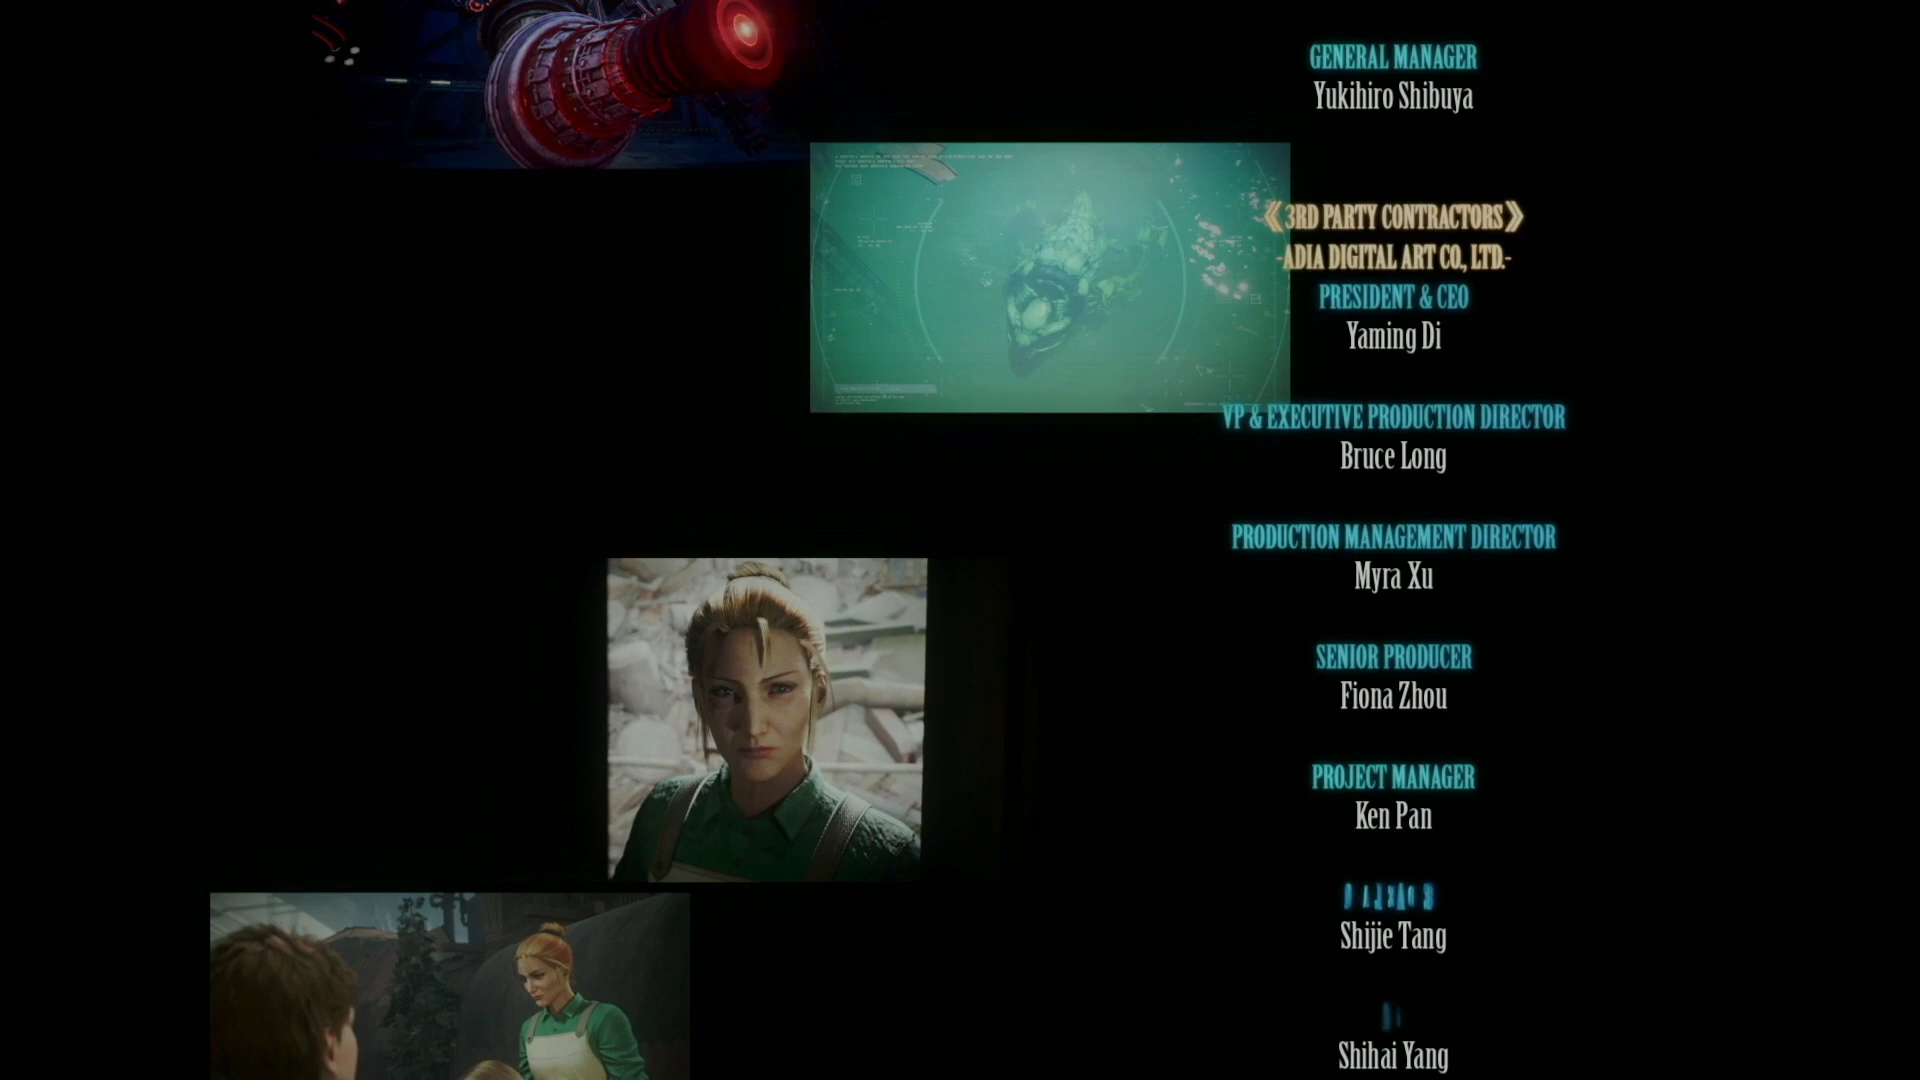 GENERAL MANAGER
Yukihiro Shibuya
《3RD PARTY CONTRACTORS》
-ADIA DIGITAL ART CO., LTD.-
PRESIDENT & CEO
Yaming Di
VP & EXECUTIVE PRODUCTION DIRECTOR
Bruce Long
PRODUCTION MANAGEMENT DIRECTOR
Myra Xu
SENIOR PRODUCER
Fiona Zhou
PROJECT MANAGER
Ken Pan
Shijie Tang
Shihai Yang